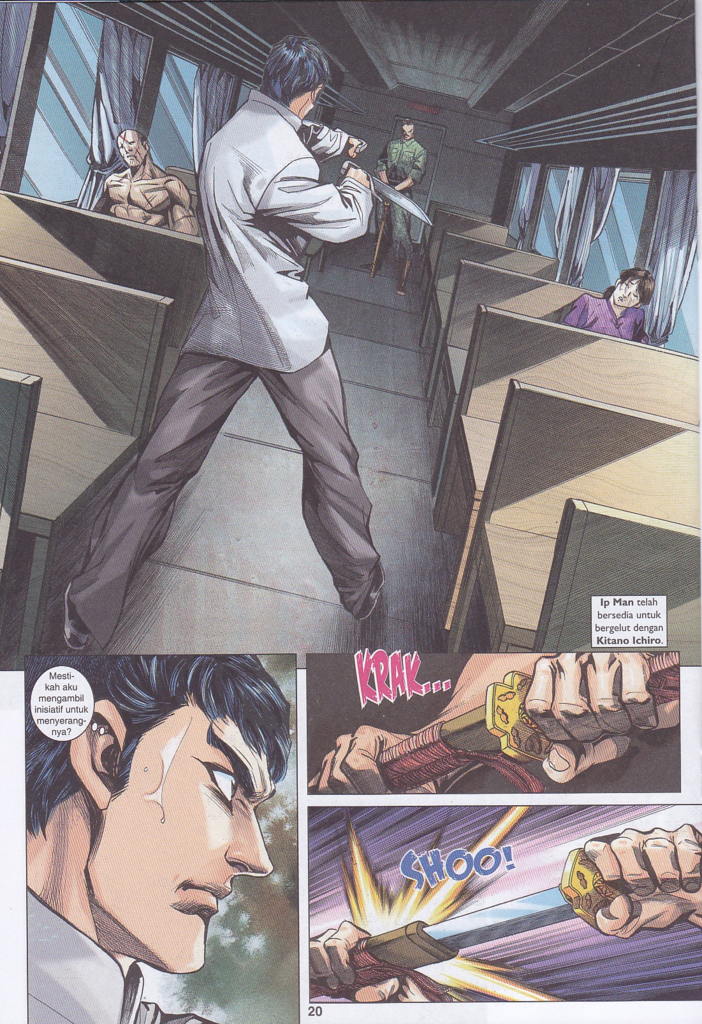 Ip Man telah
bersedia untuk
bergelut dengan
Kitano Ichiro.
Mesti-
kah aku
mengambil
inisiatif untuk
menyerang-
nya?
KRAK...
SHOO!
20